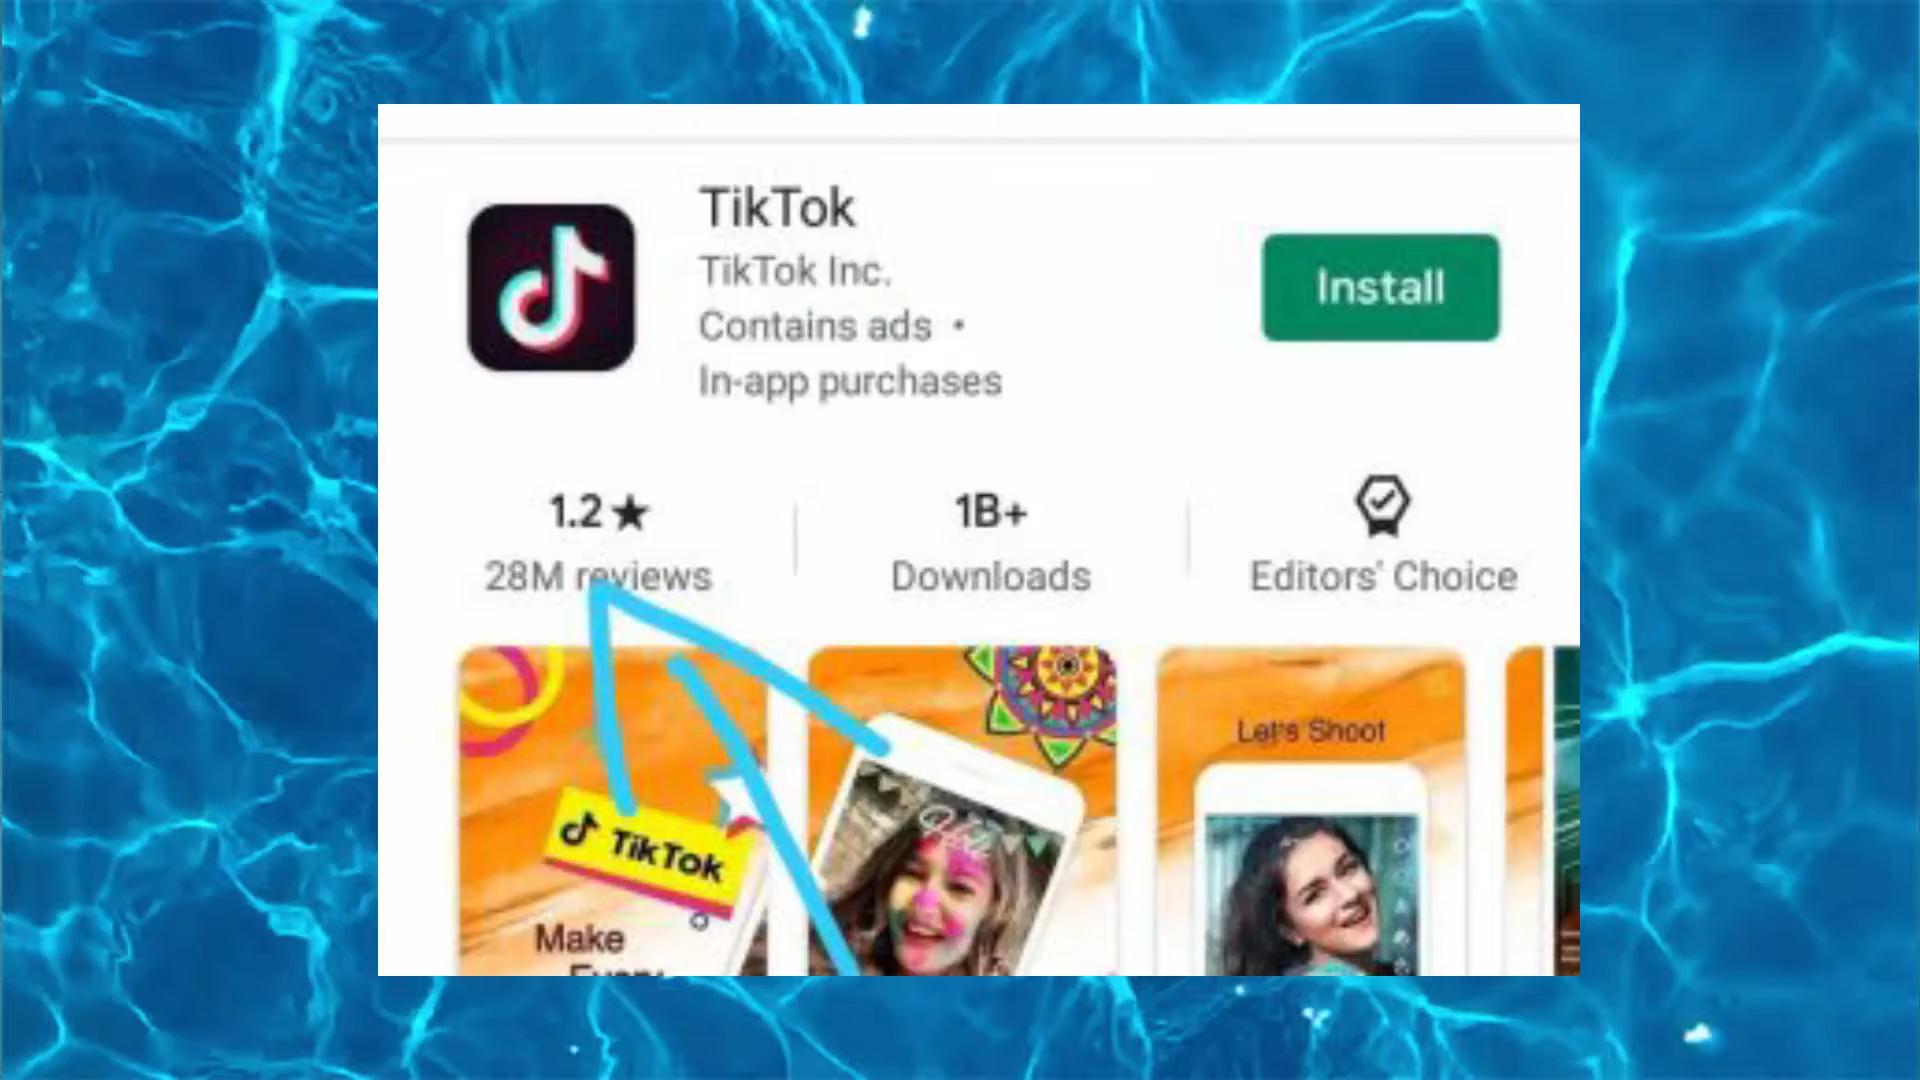 TikTok
TikTok Inc.
Contains ads •
In-app purchases
Install
1.2★
28M reviews
1B+
Downloads
Editors' Choice
TikTok
Make
Every
Let's Shoot